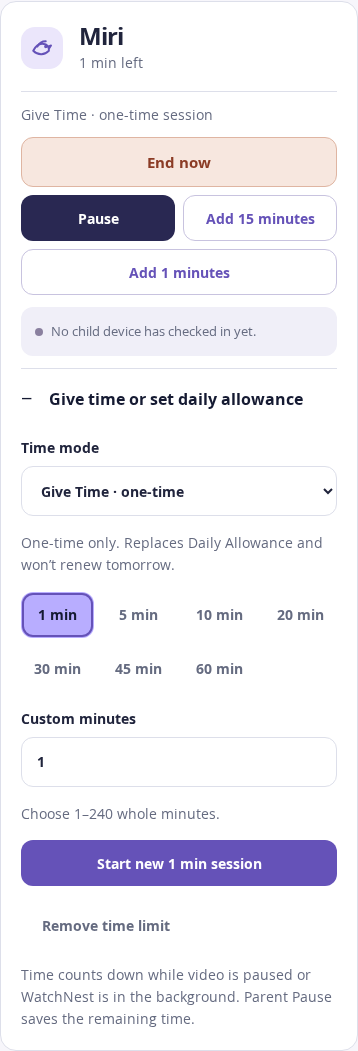 Miri
1 min left
Give Time · one-time session
End now
Pause
Add 15 minutes
Add 1 minutes
No child device has checked in yet.
− Give time or set daily allowance
Time mode
Give Time · one-time
One-time only. Replaces Daily Allowance and
won’t renew tomorrow.
1 min
5 min
10 min
20 min
30 min
45 min
60 min
Custom minutes
1
Choose 1–240 whole minutes.
Start new 1 min session
Remove time limit
Time counts down while video is paused or
WatchNest is in the background. Parent Pause
saves the remaining time.